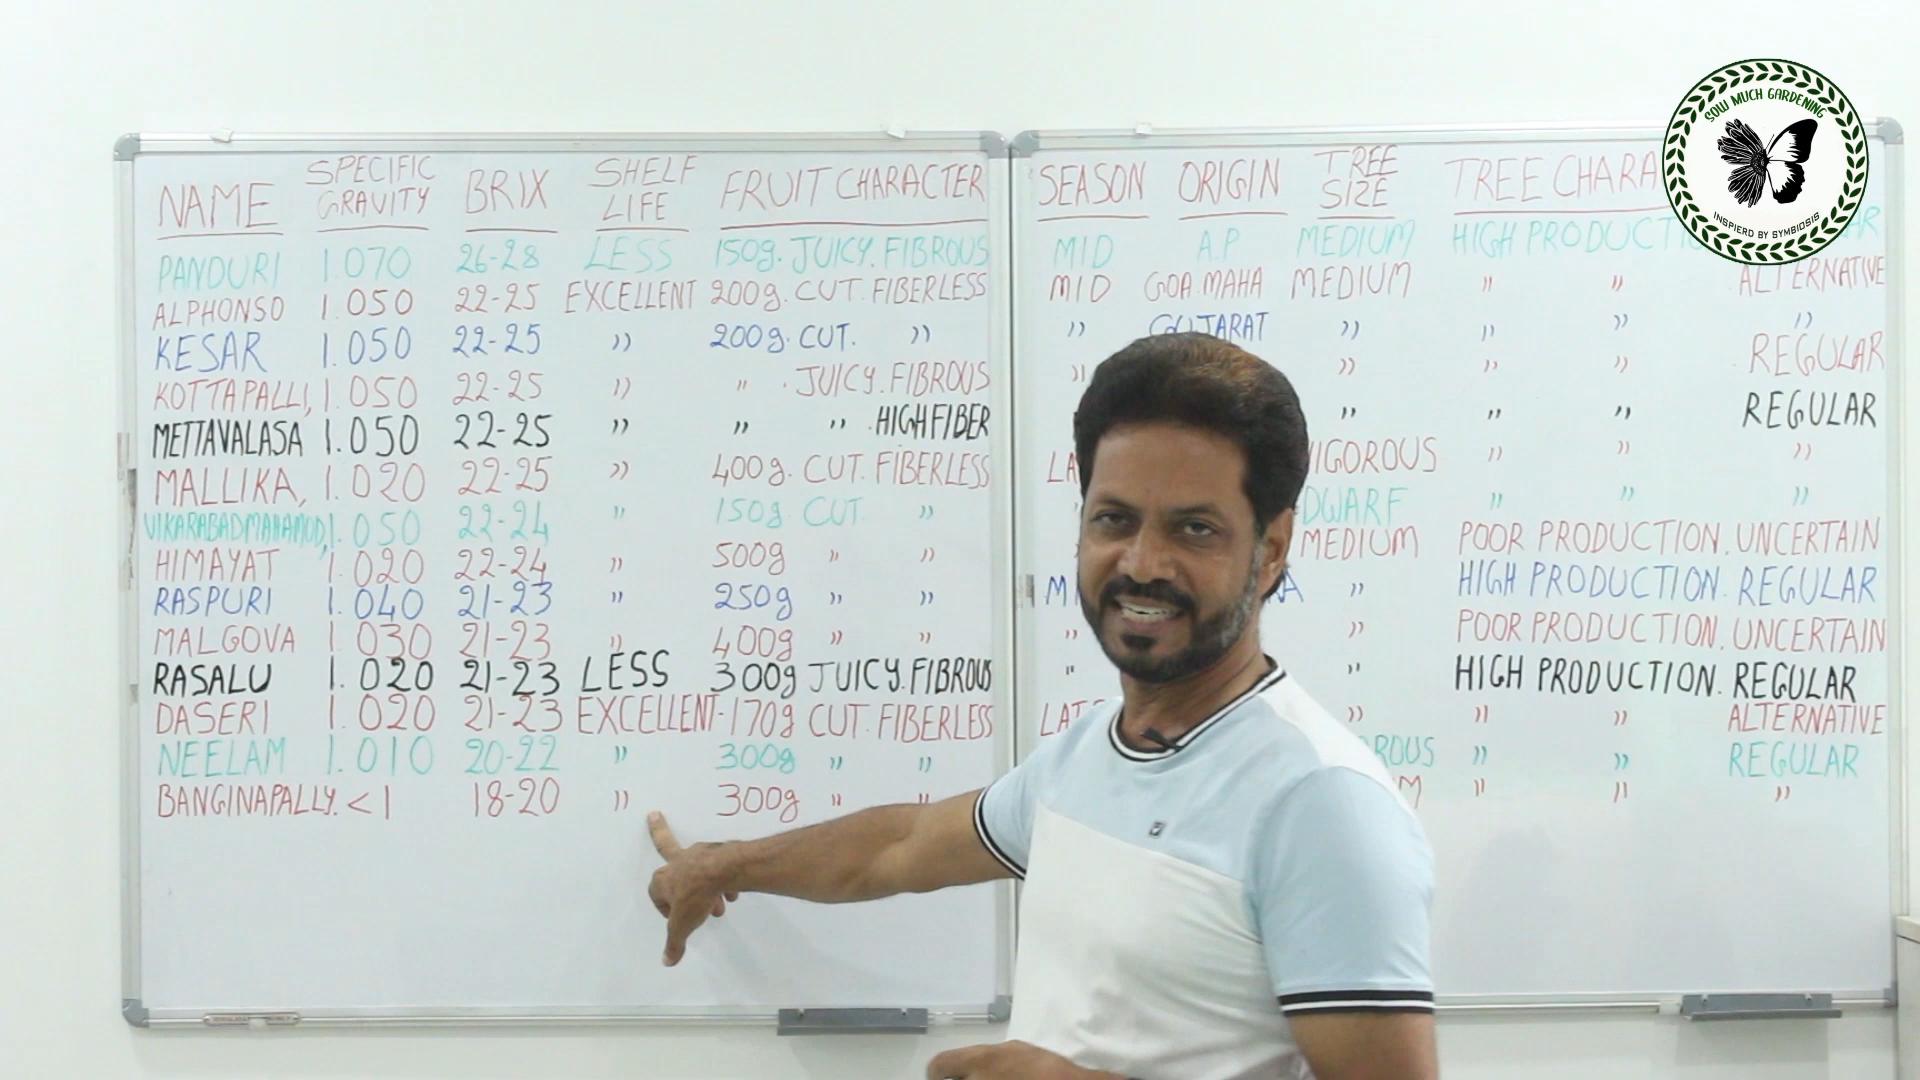 SOW MUCH GARDENING
INSPIERD BY SYMBIOSIS
NAME SPECIFIC GRAVITY BRIX SHELF LIFE FRUIT CHARACTER
PANDURI 1.070 26-28 LESS 150g. JUICY. FIBROUS
ALPHONSO 1.050 22-25 EXCELLENT 200g. CUT. FIBERLESS
KESAR 1.050 22-25 " 200g. CUT. "
KOTTAPALLI, 1.050 22-25 " " . JUICY. FIBROUS
METTAVALASA 1.050 22-25 " " " . HIGH FIBER
MALLIKA, 1.020 22-25 " 400g. CUT. FIBERLESS
VIKARABADMAHAMOD, 1.050 22-24 " 150g. CUT. "
HIMAYAT 1.020 22-24 " 500g " "
RASPURI 1.040 21-23 " 250g " "
MALGOVA 1.030 21-23 " 400g " "
RASALU 1.020 21-23 LESS 300g JUICY. FIBROUS
DASERI 1.020 21-23 EXCELLENT-170g CUT. FIBERLESS
NEELAM 1.010 20-22 " 300g " "
BANGINAPALLY. <1 18-20 " 300g " "
SEASON ORIGIN TREE SIZE TREE CHARA
MID A.P MEDIUM HIGH PRODUCTI
MID GOA.MAHA MEDIUM " " ALTERNATIVE
" GUJARAT " " " "
" " " " REGULAR
" " " REGULAR
LA VIGOROUS " " "
DWARF " " "
MEDIUM POOR PRODUCTION. UNCERTAIN
M A " HIGH PRODUCTION. REGULAR
" " POOR PRODUCTION. UNCERTAIN
" " HIGH PRODUCTION. REGULAR
LATE " " " ALTERNATIVE
ROUS " " REGULAR
M " " "